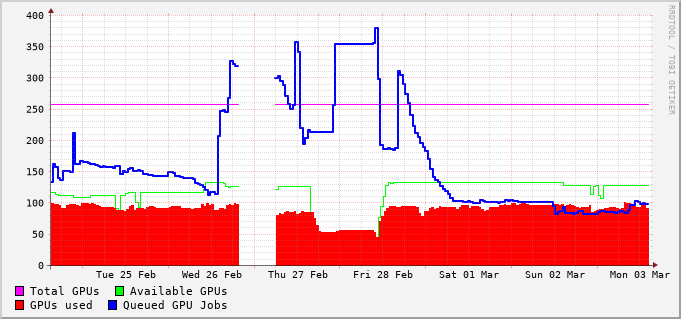 400
350
300
250
200
150
100
50
0
Tue 25 Feb Wed 26 Feb Thu 27 Feb Fri 28 Feb Sat 01 Mar Sun 02 Mar Mon 03 Mar
Total GPUs Available GPUs
GPUs used Queued GPU Jobs
RRDTOOL / TOBI OETIKER